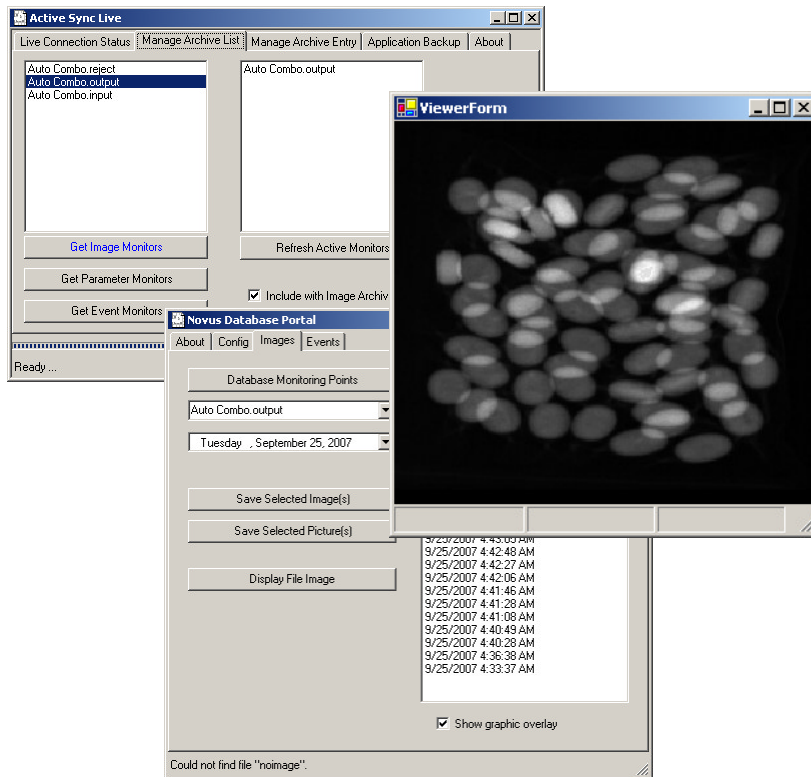 Active Sync Live
Live Connection Status
Manage Archive List
Manage Archive Entry
Application Backup
About
Auto Combo.reject
Auto Combo.output
Auto Combo.input
Auto Combo.output
Get Image Monitors
Refresh Active Monitors
Get Parameter Monitors
Include with Image Archiv
Get Event Monitors
Ready ...
ViewerForm
Novus Database Portal
About
Config
Images
Events
Database Monitoring Points
Auto Combo.output
Tuesday , September 25, 2007
Save Selected Image(s)
Save Selected Picture(s)
Display File Image
9/25/2007 4:43:05 AM
9/25/2007 4:42:48 AM
9/25/2007 4:42:27 AM
9/25/2007 4:42:06 AM
9/25/2007 4:41:46 AM
9/25/2007 4:41:28 AM
9/25/2007 4:41:08 AM
9/25/2007 4:40:49 AM
9/25/2007 4:40:28 AM
9/25/2007 4:36:38 AM
9/25/2007 4:33:37 AM
Show graphic overlay
Could not find file "noimage".